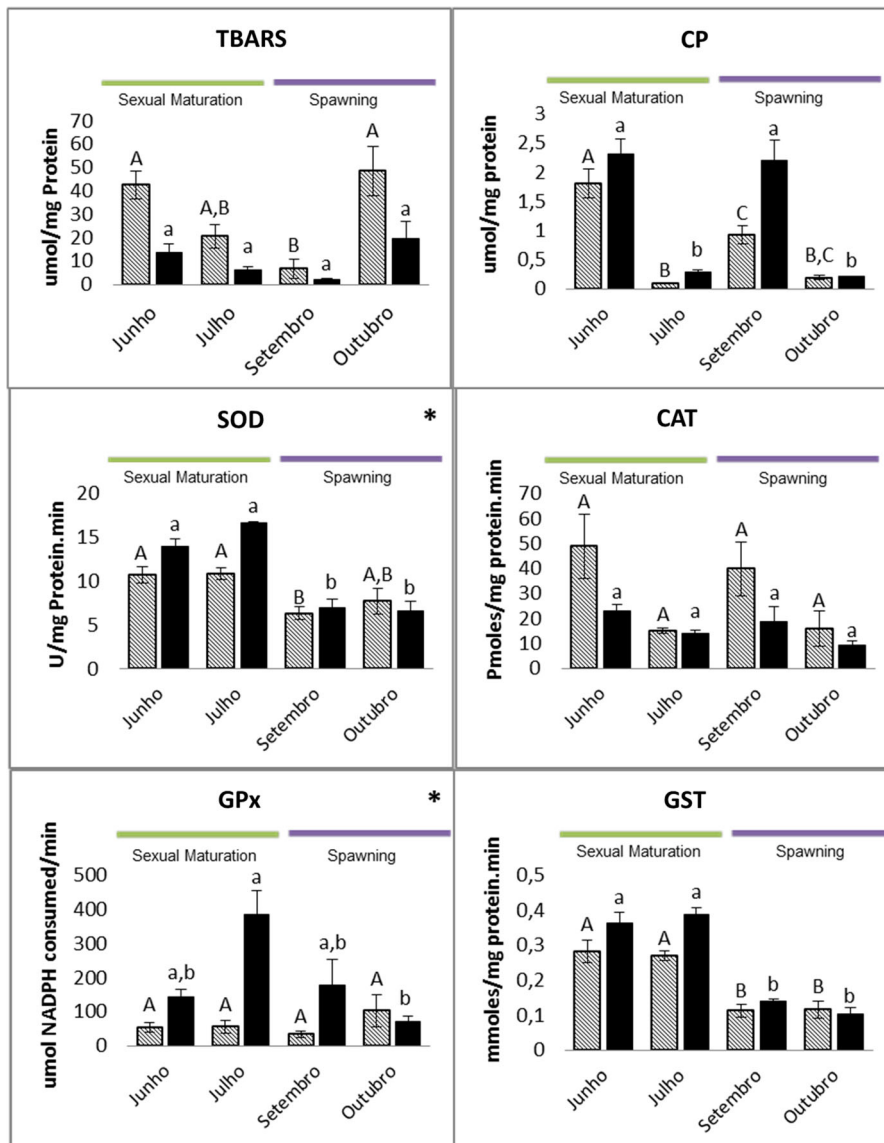 TBARS
Sexual Maturation
Spawning
umol/mg Protein
70
60
50
40
30
20
10
0
A
a
A,B
a
B
a
A
a
Junho
Julho
Setembro
Outubro
CP
Sexual Maturation
Spawning
umol/mg protein
3
2,5
2
1,5
1
0,5
0
A
a
B
b
C
a
B,C
b
Junho
Julho
Setembro
Outubro
SOD *
Sexual Maturation
Spawning
U/mg Protein.min
20
15
10
5
0
A
a
A
a
B
b
A,B
b
Junho
Julho
Setembro
Outubro
CAT
Sexual Maturation
Spawning
Pmoles/mg protein.min
70
60
50
40
30
20
10
0
A
a
A
a
A
a
A
a
Junho
Julho
Setembro
Outubro
GPx *
Sexual Maturation
Spawning
umol NADPH consumed/min
500
400
300
200
100
0
A
a,b
A
a
A
a,b
A
b
Junho
Julho
Setembro
Outubro
GST
Sexual Maturation
Spawning
mmoles/mg protein.min
0,5
0,4
0,3
0,2
0,1
0
A
a
A
a
B
b
B
b
Junho
Julho
Setembro
Outubro